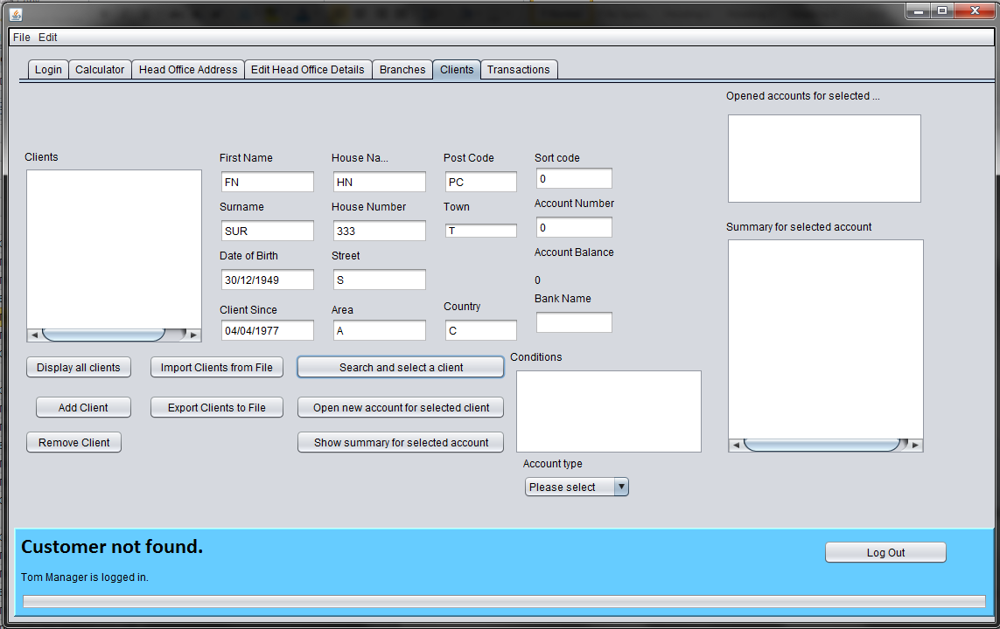 File Edit
Login Calculator Head Office Address Edit Head Office Details Branches Clients Transactions
Opened accounts for selected ...
Clients
First Name House Na... Post Code Sort code
FN HN PC 0
Surname House Number Town Account Number
SUR 333 T 0
Summary for selected account
Date of Birth Street Account Balance
30/12/1949 S 0
Client Since Area Country Bank Name
04/04/1977 A C
Conditions
Display all clients Import Clients from File Search and select a client
Add Client Export Clients to File Open new account for selected client
Remove Client Show summary for selected account
Account type
Please select
Customer not found.
Log Out
Tom Manager is logged in.